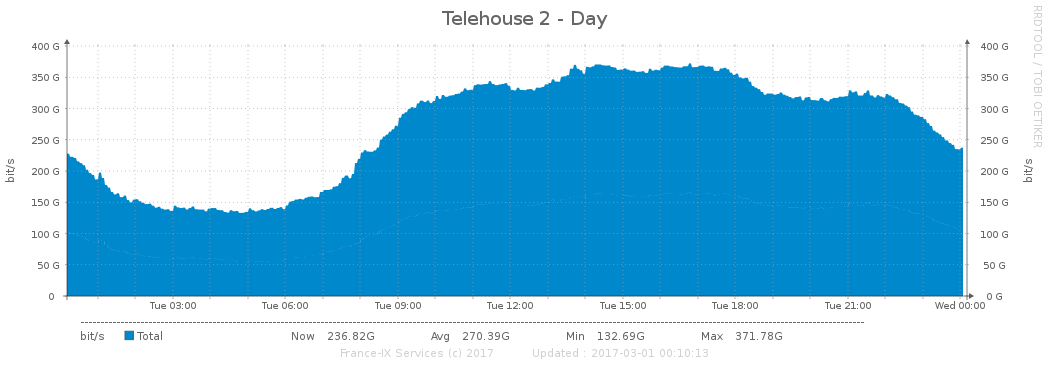 Telehouse 2 - Day
RRDTOOL / TOBI OETIKER
400 G 400 G
350 G 350 G
300 G 300 G
250 G 250 G
200 G 200 G
150 G 150 G
100 G 100 G
50 G 50 G
0 0 G
bit/s bit/s
Tue 03:00 Tue 06:00 Tue 09:00 Tue 12:00 Tue 15:00 Tue 18:00 Tue 21:00 Wed 00:00
bit/s Total Now 236.82G Avg 270.39G Min 132.69G Max 371.78G
France-IX Services (c) 2017 Updated : 2017-03-01 00:10:13